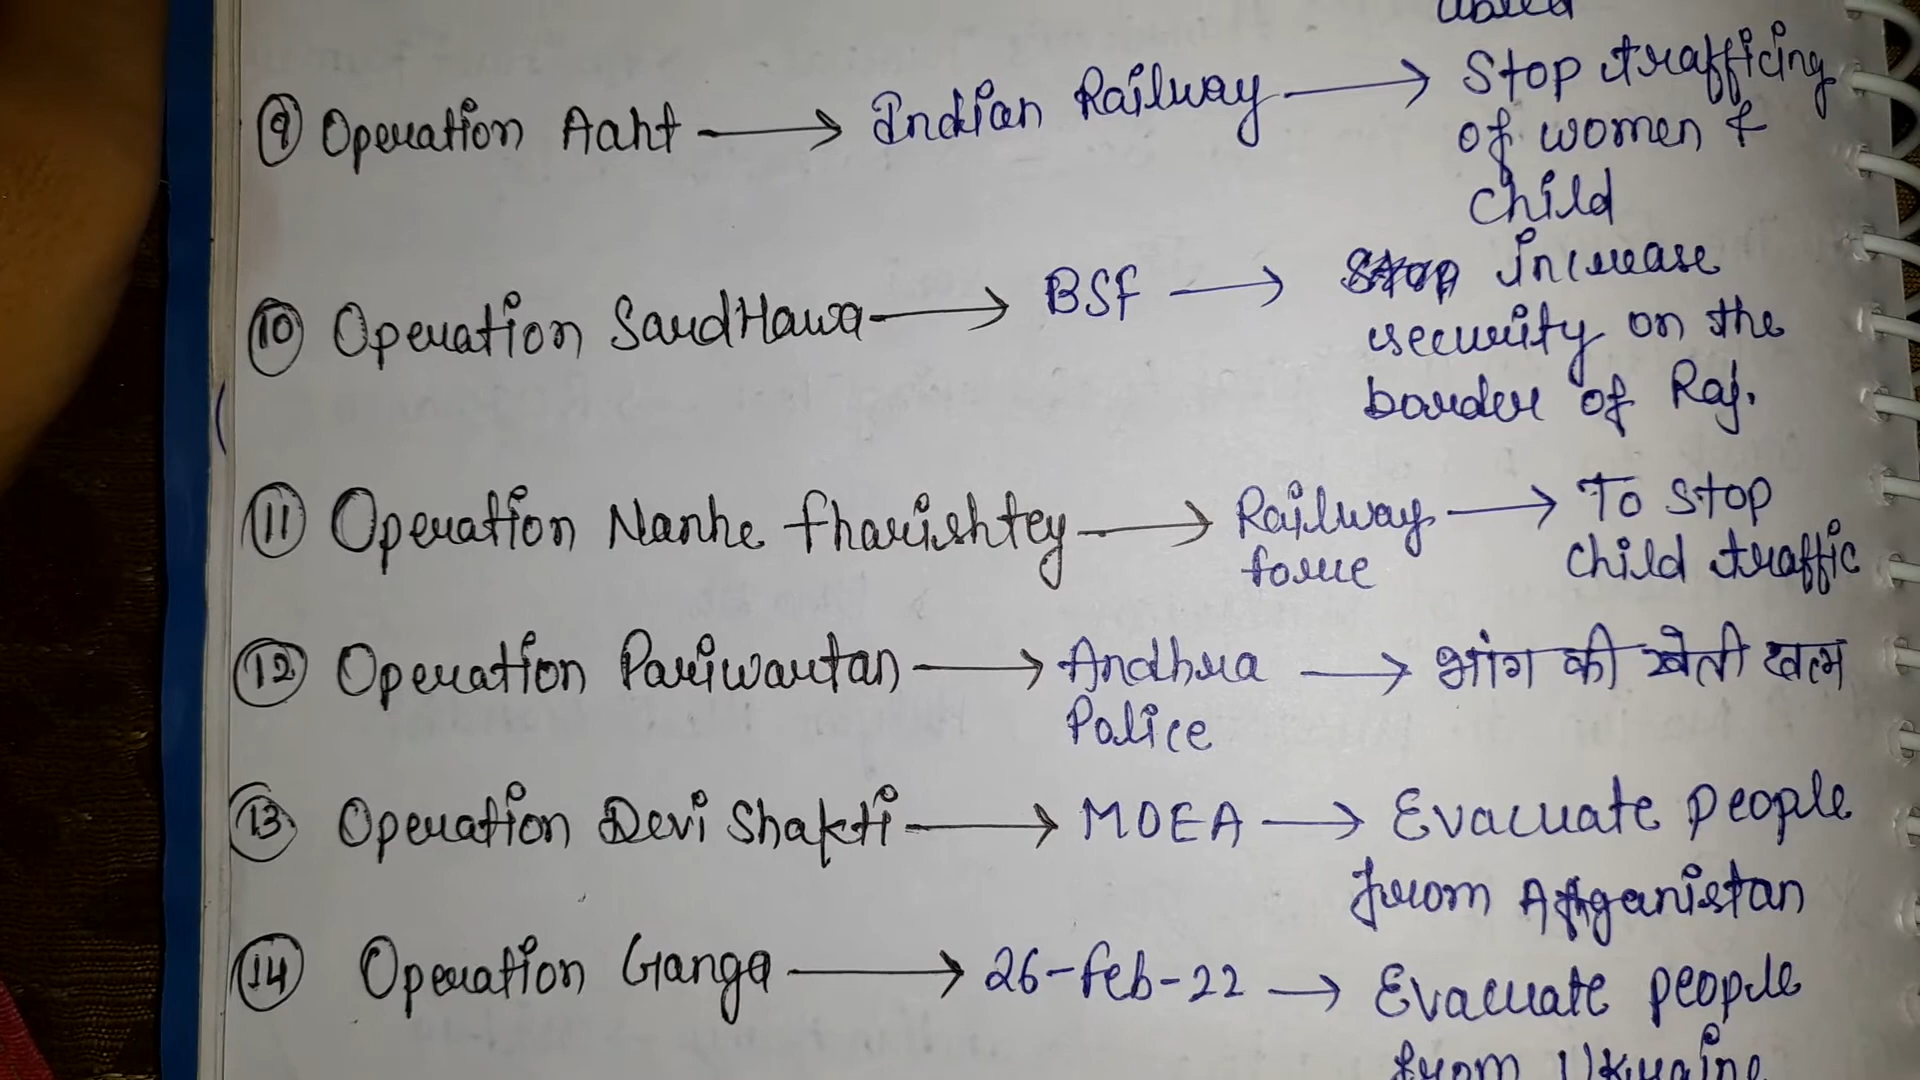 ⑨ Operation Aaht → Indian Railway → Stop trafficing
of women &
child
⑩ Operation SardHawa → BSF → increase
security on the
border of Raj.
⑪ Operation Nanhe fharishtey → Railway → To stop
force child traffic
⑫ Operation Pariwartan → Andhra → भांग की खेती खत्म
Police
⑬ Operation Devi Shakti → MOEA → Evacuate people
from Afganistan
⑭ Operation Ganga → 26-feb-22 → Evacuate people
from Ukraine